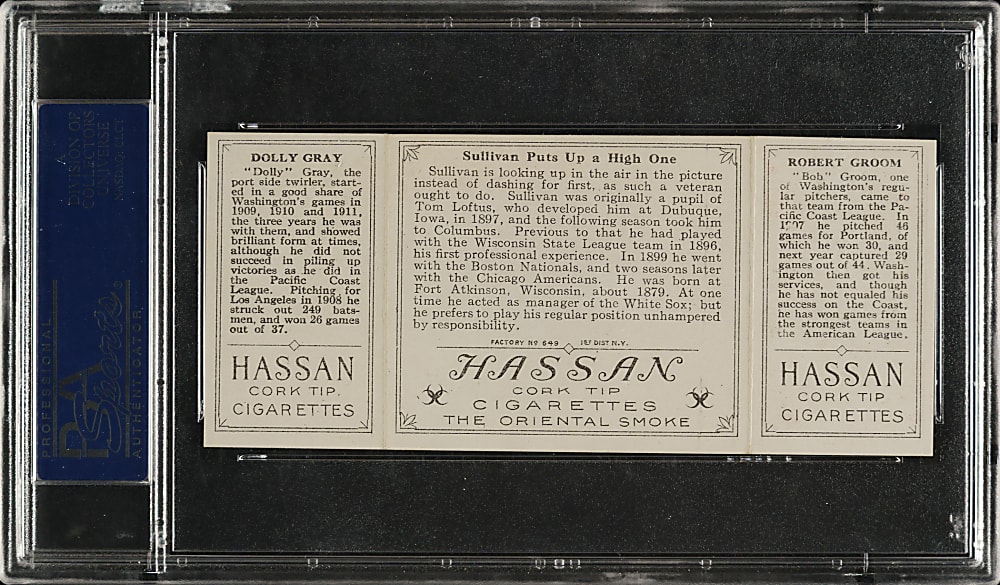 DIVISION OF
COLLECTORS
UNIVERSE
NASDAQ: CLCT
PROFESSIONAL
PSA
Sports
AUTHENTICATOR
DOLLY GRAY
"Dolly" Gray, the
port side twirler, start-
ed in a good share of
Washington's games in
1909, 1910 and 1911,
the three years he was
with them, and showed
brilliant form at times,
although he did not
succeed in piling up
victories as he did in
the Pacific Coast
League. Pitching for
Los Angeles in 1908 he
struck out 249 bats-
men, and won 26 games
out of 37.
HASSAN
CORK TIP
CIGARETTES
Sullivan Puts Up a High One
Sullivan is looking up in the air in the picture
instead of dashing for first, as such a veteran
ought to do. Sullivan was originally a pupil of
Tom Loftus, who developed him at Dubuque,
Iowa, in 1897, and the following season took him
to Columbus. Previous to that he had played
with the Wisconsin State League team in 1896,
his first professional experience. In 1899 he went
with the Boston Nationals, and two seasons later
with the Chicago Americans. He was born at
Fort Atkinson, Wisconsin, about 1879. At one
time he acted as manager of the White Sox; but
he prefers to play his regular position unhampered
by responsibility.
FACTORY Nº 649 1ST DIST N.Y.
HASSAN
CORK TIP
CIGARETTES
THE ORIENTAL SMOKE
ROBERT GROOM
"Bob" Groom, one
of Washington's regu-
lar pitchers, came to
that team from the Pa-
cific Coast League. In
he pitched 46
games for Portland, of
which he won 30, and
next year captured 29
games out of 44. Wash-
ington then got his
services, and though
he has not equaled his
success on the Coast,
he has won games from
the strongest teams in
the American League.
HASSAN
CORK TIP
CIGARETTES